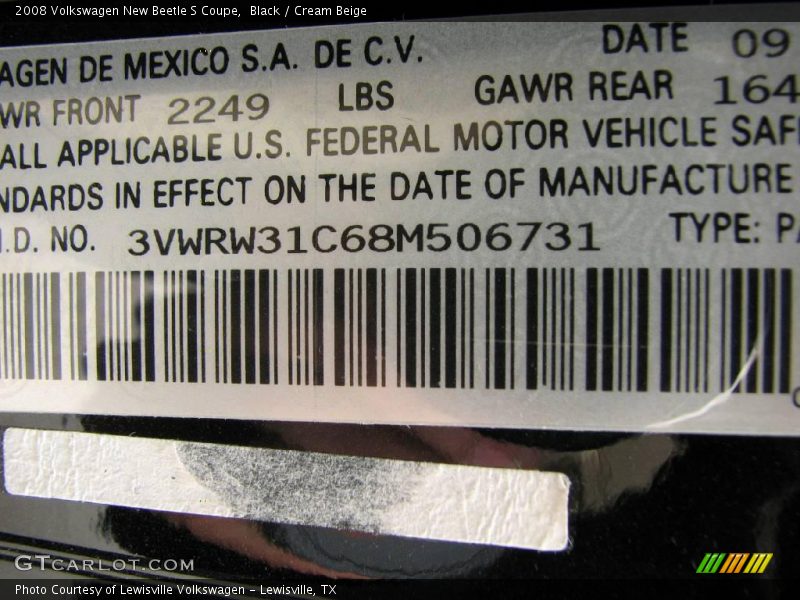 2008 Volkswagen New Beetle S Coupe, Black / Cream Beige
AGEN DE MEXICO S.A. DE C.V. DATE 09
WR FRONT 2249 LBS GAWR REAR 164
ALL APPLICABLE U.S. FEDERAL MOTOR VEHICLE SAF
NDARDS IN EFFECT ON THE DATE OF MANUFACTURE
.D. NO. 3VWRW31C68M506731 TYPE: PA
GTCARLOT.COM
Photo Courtesy of Lewisville Volkswagen - Lewisville, TX